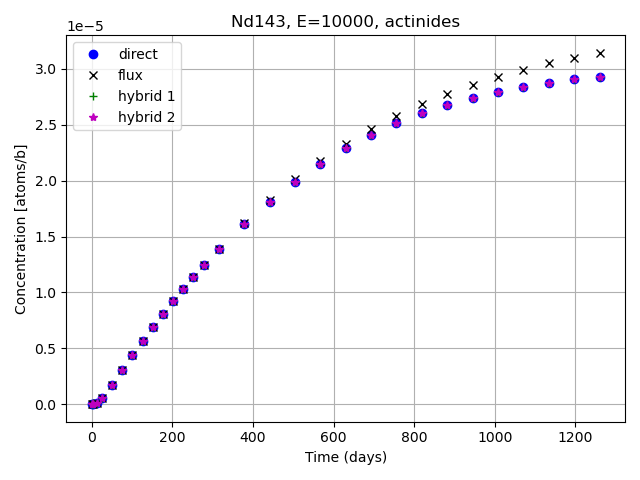 Nd143, E=10000, actinides
1e−5
direct
flux
hybrid 1
hybrid 2
3.0
2.5
2.0
1.5
1.0
0.5
0.0
Concentration [atoms/b]
0 200 400 600 800 1000 1200
Time (days)